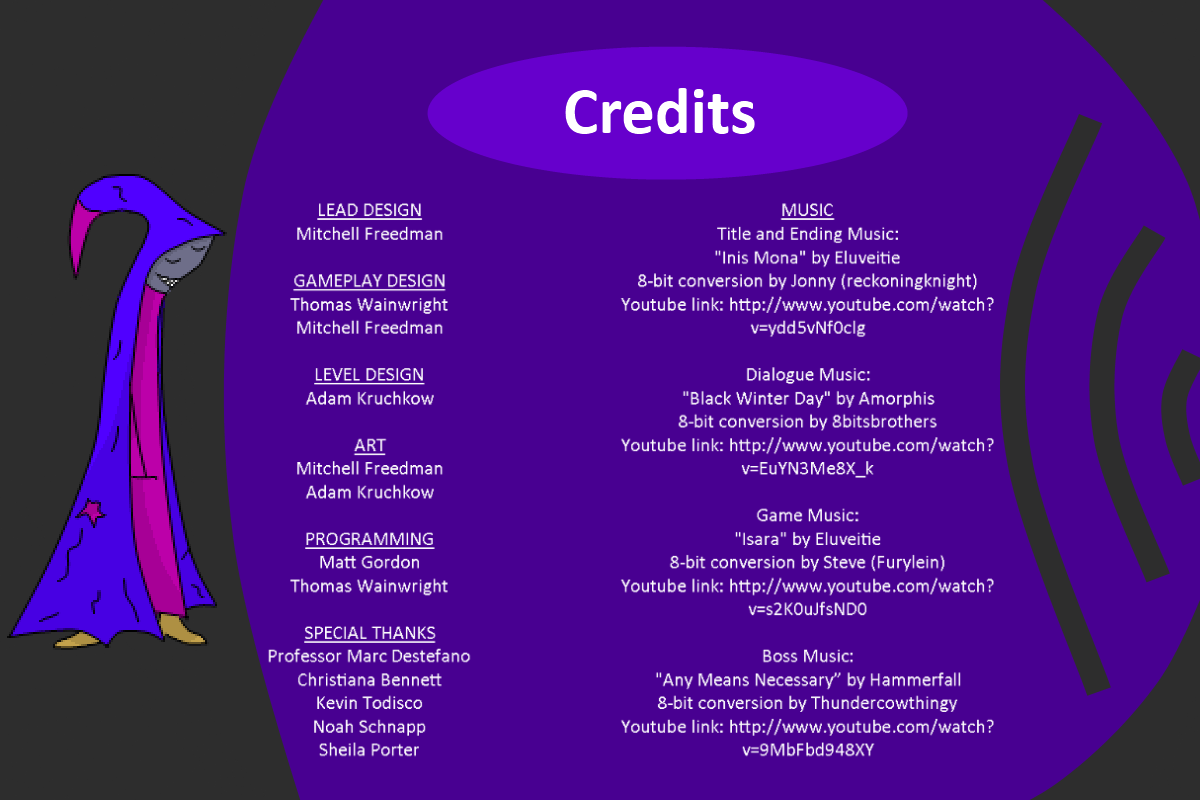 Credits
LEAD DESIGN
Mitchell Freedman
GAMEPLAY DESIGN
Thomas Wainwright
Mitchell Freedman
LEVEL DESIGN
Adam Kruchkow
ART
Mitchell Freedman
Adam Kruchkow
PROGRAMMING
Matt Gordon
Thomas Wainwright
SPECIAL THANKS
Professor Marc Destefano
Christiana Bennett
Kevin Todisco
Noah Schnapp
Sheila Porter
MUSIC
Title and Ending Music:
"Inis Mona" by Eluveitie
8-bit conversion by Jonny (reckoningknight)
Youtube link: http://www.youtube.com/watch?
v=ydd5vNf0clg
Dialogue Music:
"Black Winter Day" by Amorphis
8-bit conversion by 8bitsbrothers
Youtube link: http://www.youtube.com/watch?
v=EuYN3Me8X_k
Game Music:
"Isara" by Eluveitie
8-bit conversion by Steve (Furylein)
Youtube link: http://www.youtube.com/watch?
v=s2K0uJfsND0
Boss Music:
"Any Means Necessary” by Hammerfall
8-bit conversion by Thundercowthingy
Youtube link: http://www.youtube.com/watch?
v=9MbFbd948XY